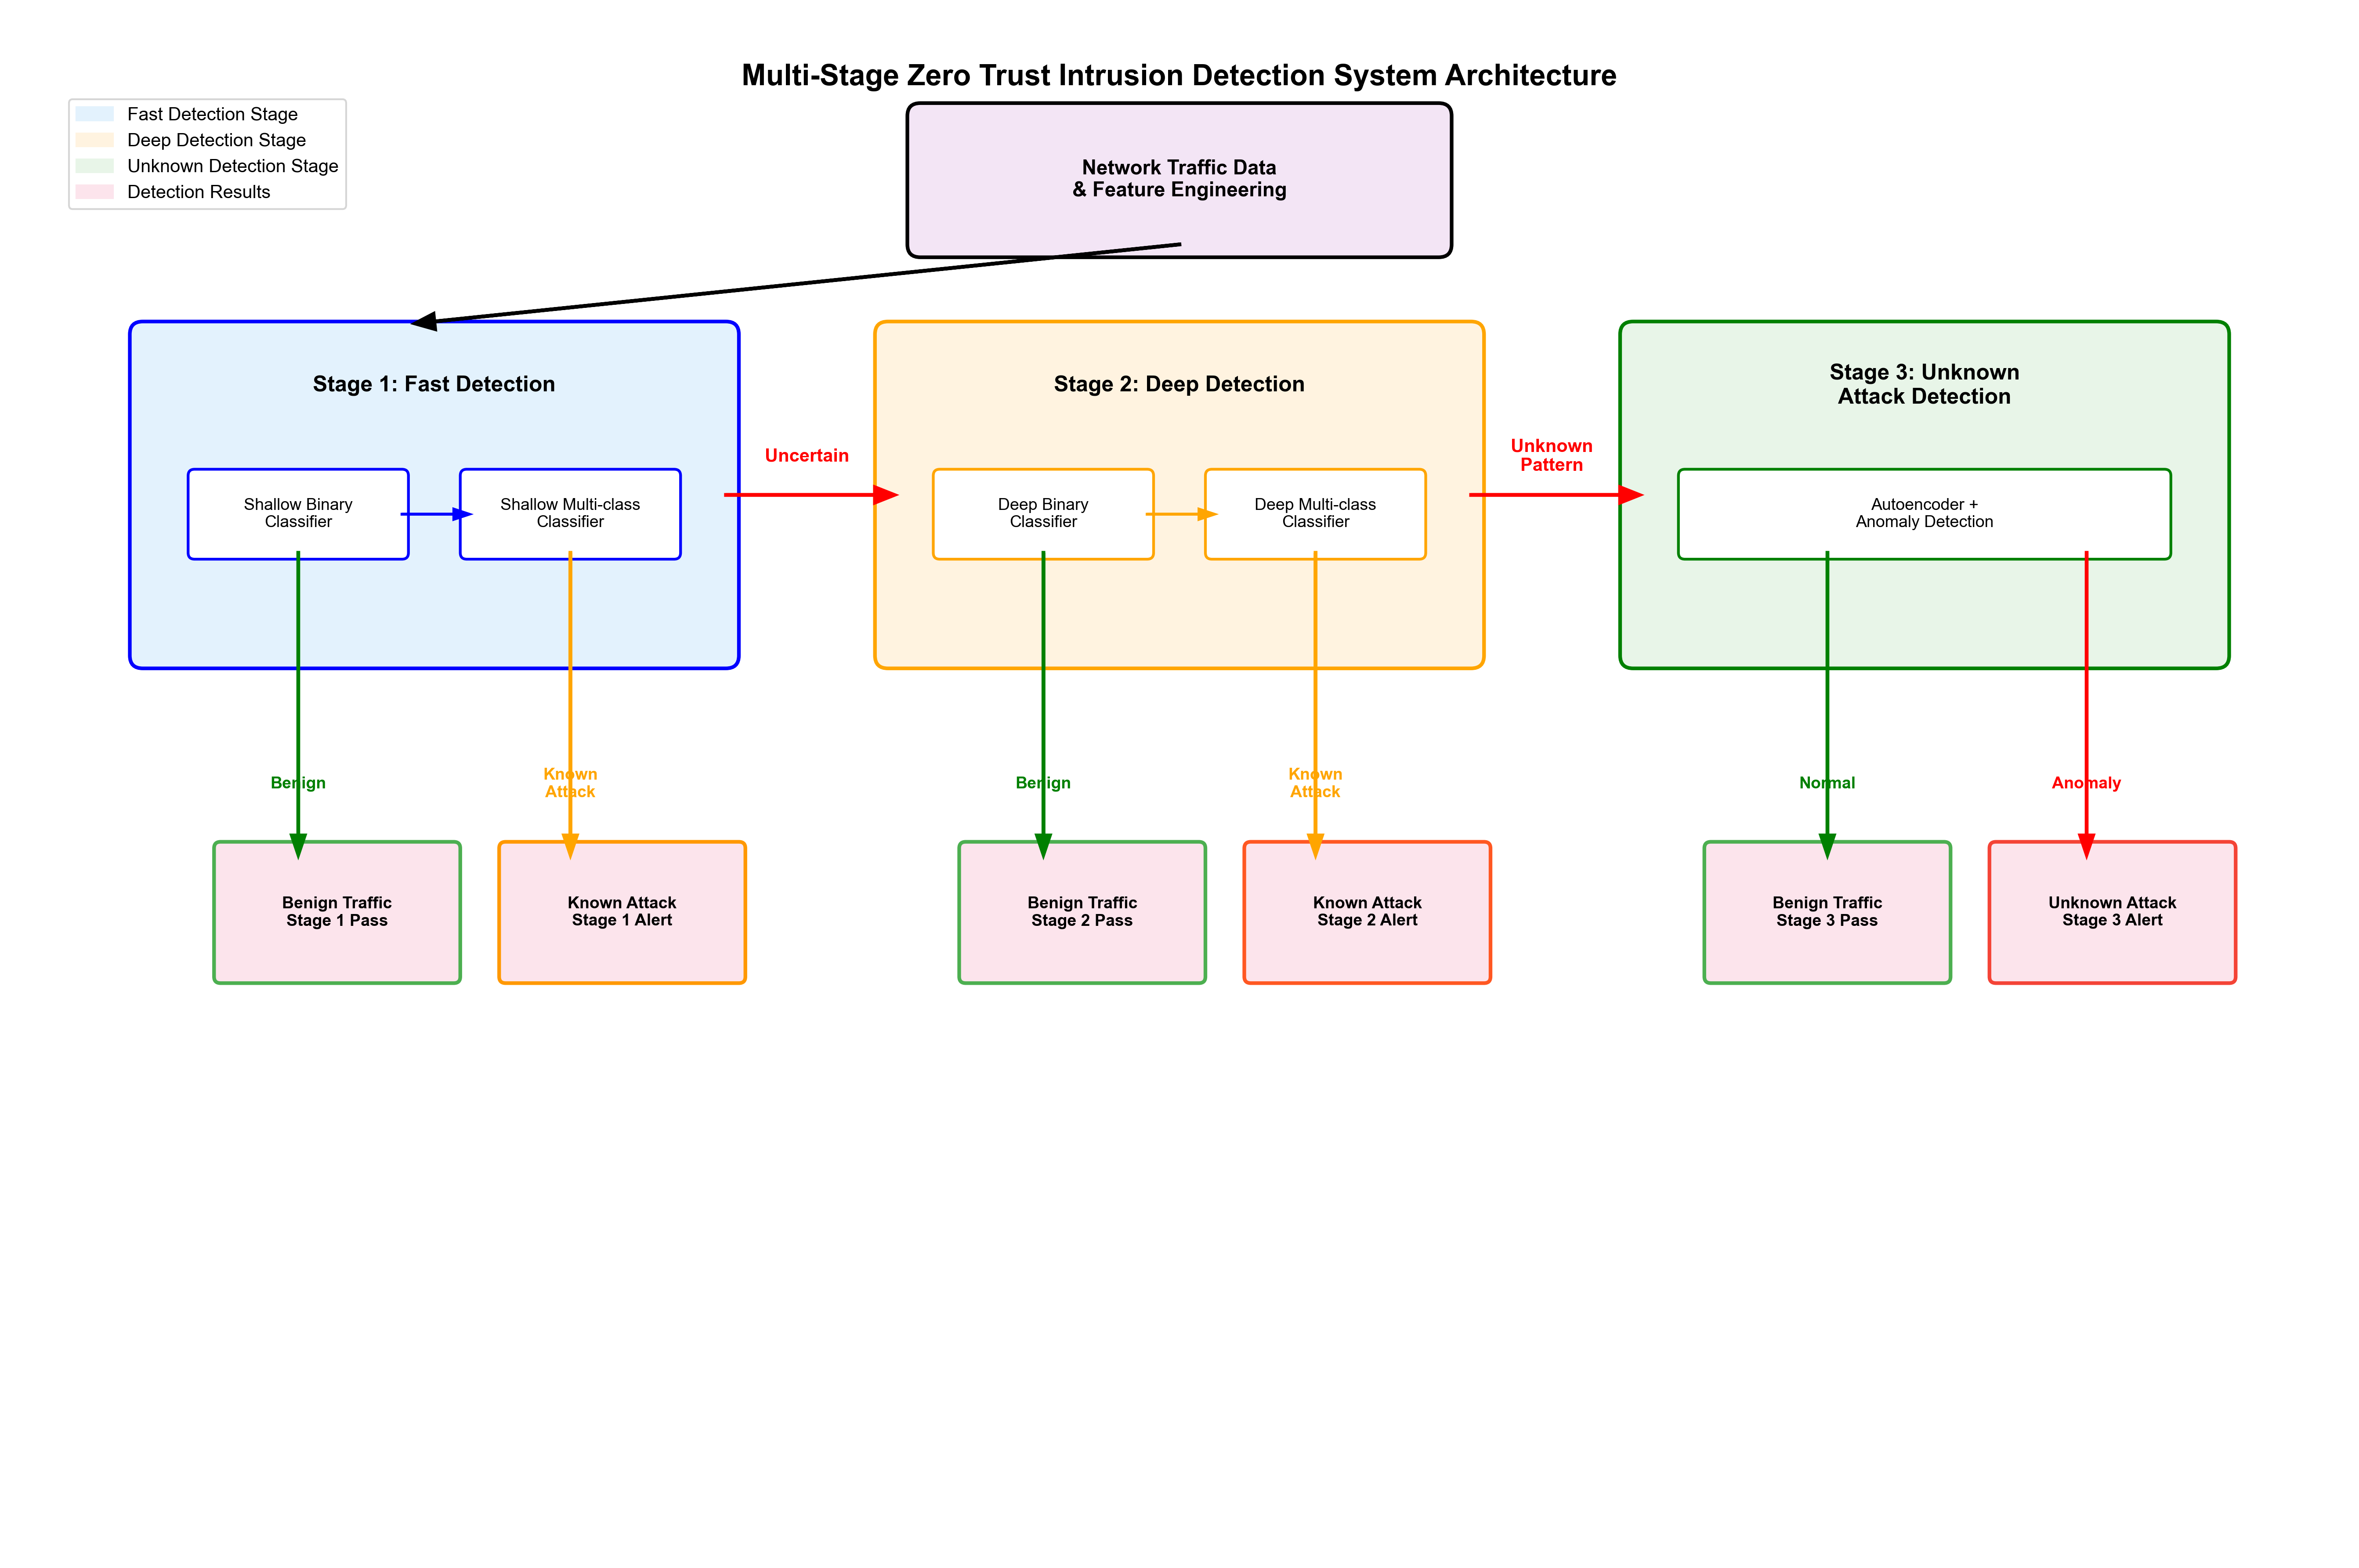 Multi-Stage Zero Trust Intrusion Detection System Architecture
Fast Detection Stage
Deep Detection Stage
Unknown Detection Stage
Detection Results
Network Traffic Data
& Feature Engineering
Stage 1: Fast Detection
Shallow Binary
Classifier
Shallow Multi-class
Classifier
Uncertain
Stage 2: Deep Detection
Deep Binary
Classifier
Deep Multi-class
Classifier
Unknown
Pattern
Stage 3: Unknown
Attack Detection
Autoencoder +
Anomaly Detection
Benign
Known
Attack
Benign
Known
Attack
Normal
Anomaly
Benign Traffic
Stage 1 Pass
Known Attack
Stage 1 Alert
Benign Traffic
Stage 2 Pass
Known Attack
Stage 2 Alert
Benign Traffic
Stage 3 Pass
Unknown Attack
Stage 3 Alert